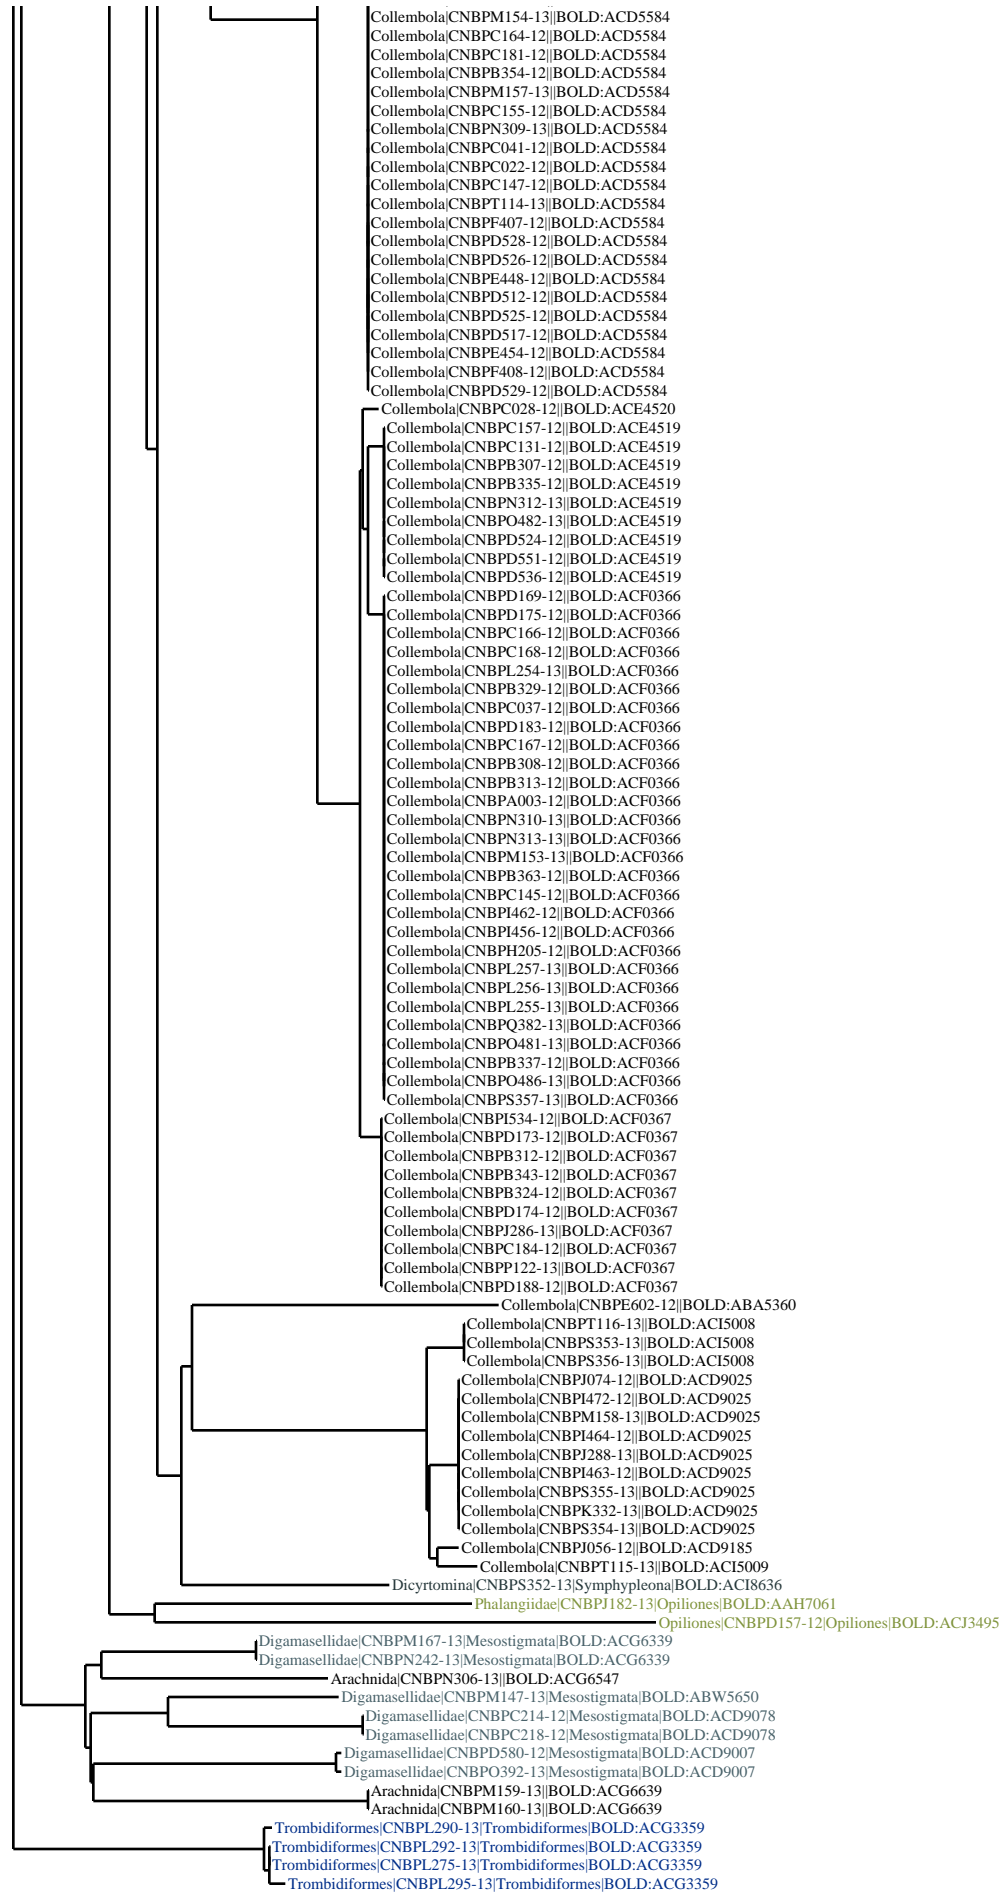 Collembola|CNBPM154-13||BOLD:ACD5584
Collembola|CNBPC164-12||BOLD:ACD5584
Collembola|CNBPC181-12||BOLD:ACD5584
Collembola|CNBPB354-12||BOLD:ACD5584
Collembola|CNBPM157-13||BOLD:ACD5584
Collembola|CNBPC155-12||BOLD:ACD5584
Collembola|CNBPN309-13||BOLD:ACD5584
Collembola|CNBPC041-12||BOLD:ACD5584
Collembola|CNBPC022-12||BOLD:ACD5584
Collembola|CNBPC147-12||BOLD:ACD5584
Collembola|CNBPT114-13||BOLD:ACD5584
Collembola|CNBPF407-12||BOLD:ACD5584
Collembola|CNBPD528-12||BOLD:ACD5584
Collembola|CNBPD526-12||BOLD:ACD5584
Collembola|CNBPE448-12||BOLD:ACD5584
Collembola|CNBPD512-12||BOLD:ACD5584
Collembola|CNBPD525-12||BOLD:ACD5584
Collembola|CNBPD517-12||BOLD:ACD5584
Collembola|CNBPE454-12||BOLD:ACD5584
Collembola|CNBPF408-12||BOLD:ACD5584
Collembola|CNBPD529-12||BOLD:ACD5584
Collembola|CNBPC028-12||BOLD:ACE4520
Collembola|CNBPC157-12||BOLD:ACE4519
Collembola|CNBPC131-12||BOLD:ACE4519
Collembola|CNBPB307-12||BOLD:ACE4519
Collembola|CNBPB335-12||BOLD:ACE4519
Collembola|CNBPN312-13||BOLD:ACE4519
Collembola|CNBPO482-13||BOLD:ACE4519
Collembola|CNBPD524-12||BOLD:ACE4519
Collembola|CNBPD551-12||BOLD:ACE4519
Collembola|CNBPD536-12||BOLD:ACE4519
Collembola|CNBPD169-12||BOLD:ACF0366
Collembola|CNBPD175-12||BOLD:ACF0366
Collembola|CNBPC166-12||BOLD:ACF0366
Collembola|CNBPC168-12||BOLD:ACF0366
Collembola|CNBPL254-13||BOLD:ACF0366
Collembola|CNBPB329-12||BOLD:ACF0366
Collembola|CNBPC037-12||BOLD:ACF0366
Collembola|CNBPD183-12||BOLD:ACF0366
Collembola|CNBPC167-12||BOLD:ACF0366
Collembola|CNBPB308-12||BOLD:ACF0366
Collembola|CNBPB313-12||BOLD:ACF0366
Collembola|CNBPA003-12||BOLD:ACF0366
Collembola|CNBPN310-13||BOLD:ACF0366
Collembola|CNBPN313-13||BOLD:ACF0366
Collembola|CNBPM153-13||BOLD:ACF0366
Collembola|CNBPB363-12||BOLD:ACF0366
Collembola|CNBPC145-12||BOLD:ACF0366
Collembola|CNBPI462-12||BOLD:ACF0366
Collembola|CNBPI456-12||BOLD:ACF0366
Collembola|CNBPH205-12||BOLD:ACF0366
Collembola|CNBPL257-13||BOLD:ACF0366
Collembola|CNBPL256-13||BOLD:ACF0366
Collembola|CNBPL255-13||BOLD:ACF0366
Collembola|CNBPQ382-13||BOLD:ACF0366
Collembola|CNBPO481-13||BOLD:ACF0366
Collembola|CNBPB337-12||BOLD:ACF0366
Collembola|CNBPO486-13||BOLD:ACF0366
Collembola|CNBPS357-13||BOLD:ACF0366
Collembola|CNBPI534-12||BOLD:ACF0367
Collembola|CNBPD173-12||BOLD:ACF0367
Collembola|CNBPB312-12||BOLD:ACF0367
Collembola|CNBPB343-12||BOLD:ACF0367
Collembola|CNBPB324-12||BOLD:ACF0367
Collembola|CNBPD174-12||BOLD:ACF0367
Collembola|CNBPJ286-13||BOLD:ACF0367
Collembola|CNBPC184-12||BOLD:ACF0367
Collembola|CNBPP122-13||BOLD:ACF0367
Collembola|CNBPD188-12||BOLD:ACF0367
Collembola|CNBPE602-12||BOLD:ABA5360
Collembola|CNBPT116-13||BOLD:ACI5008
Collembola|CNBPS353-13||BOLD:ACI5008
Collembola|CNBPS356-13||BOLD:ACI5008
Collembola|CNBPJ074-12||BOLD:ACD9025
Collembola|CNBPI472-12||BOLD:ACD9025
Collembola|CNBPM158-13||BOLD:ACD9025
Collembola|CNBPI464-12||BOLD:ACD9025
Collembola|CNBPJ288-13||BOLD:ACD9025
Collembola|CNBPI463-12||BOLD:ACD9025
Collembola|CNBPS355-13||BOLD:ACD9025
Collembola|CNBPK332-13||BOLD:ACD9025
Collembola|CNBPS354-13||BOLD:ACD9025
Collembola|CNBPJ056-12||BOLD:ACD9185
Collembola|CNBPT115-13||BOLD:ACI5009
Dicyrtomina|CNBPS352-13|Symphypleona|BOLD:ACI8636
Phalangiidae|CNBPJ182-13|Opiliones|BOLD:AAH7061
Opiliones|CNBPD157-12|Opiliones|BOLD:ACJ3495
Digamasellidae|CNBPM167-13|Mesostigmata|BOLD:ACG6339
Digamasellidae|CNBPN242-13|Mesostigmata|BOLD:ACG6339
Arachnida|CNBPN306-13||BOLD:ACG6547
Digamasellidae|CNBPM147-13|Mesostigmata|BOLD:ABW5650
Digamasellidae|CNBPC214-12|Mesostigmata|BOLD:ACD9078
Digamasellidae|CNBPC218-12|Mesostigmata|BOLD:ACD9078
Digamasellidae|CNBPD580-12|Mesostigmata|BOLD:ACD9007
Digamasellidae|CNBPO392-13|Mesostigmata|BOLD:ACD9007
Arachnida|CNBPM159-13||BOLD:ACG6639
Arachnida|CNBPM160-13||BOLD:ACG6639
Trombidiformes|CNBPL290-13|Trombidiformes|BOLD:ACG3359
Trombidiformes|CNBPL292-13|Trombidiformes|BOLD:ACG3359
Trombidiformes|CNBPL275-13|Trombidiformes|BOLD:ACG3359
Trombidiformes|CNBPL295-13|Trombidiformes|BOLD:ACG3359